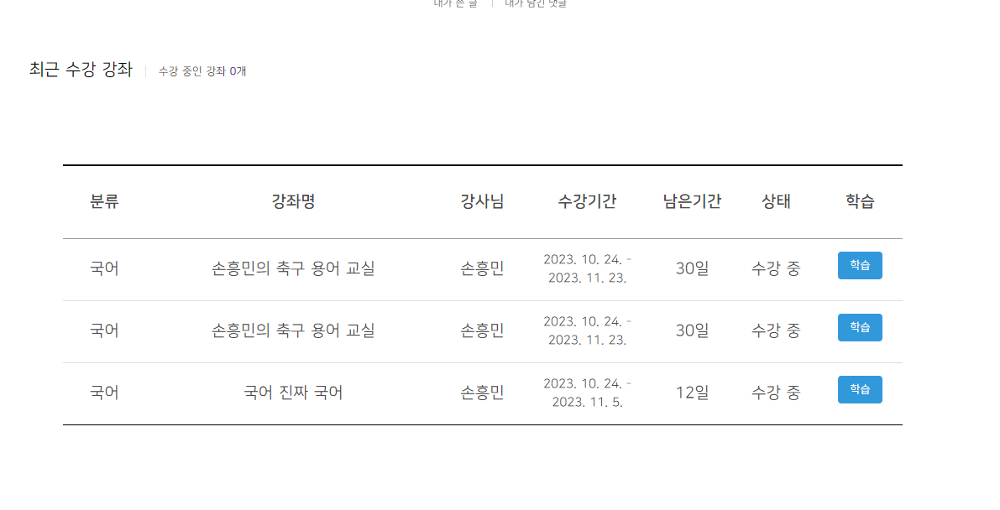 내가 쓴 글 내가 남긴 댓글
최근 수강 강좌 수강 중인 강좌 0개
분류 강좌명 강사님 수강기간 남은기간 상태 학습
국어 손흥민의 축구 용어 교실 손흥민 2023. 10. 24. - 30일 수강 중 학습
2023. 11. 23.
국어 손흥민의 축구 용어 교실 손흥민 2023. 10. 24. - 30일 수강 중 학습
2023. 11. 23.
국어 국어 진짜 국어 손흥민 2023. 10. 24. - 12일 수강 중 학습
2023. 11. 5.